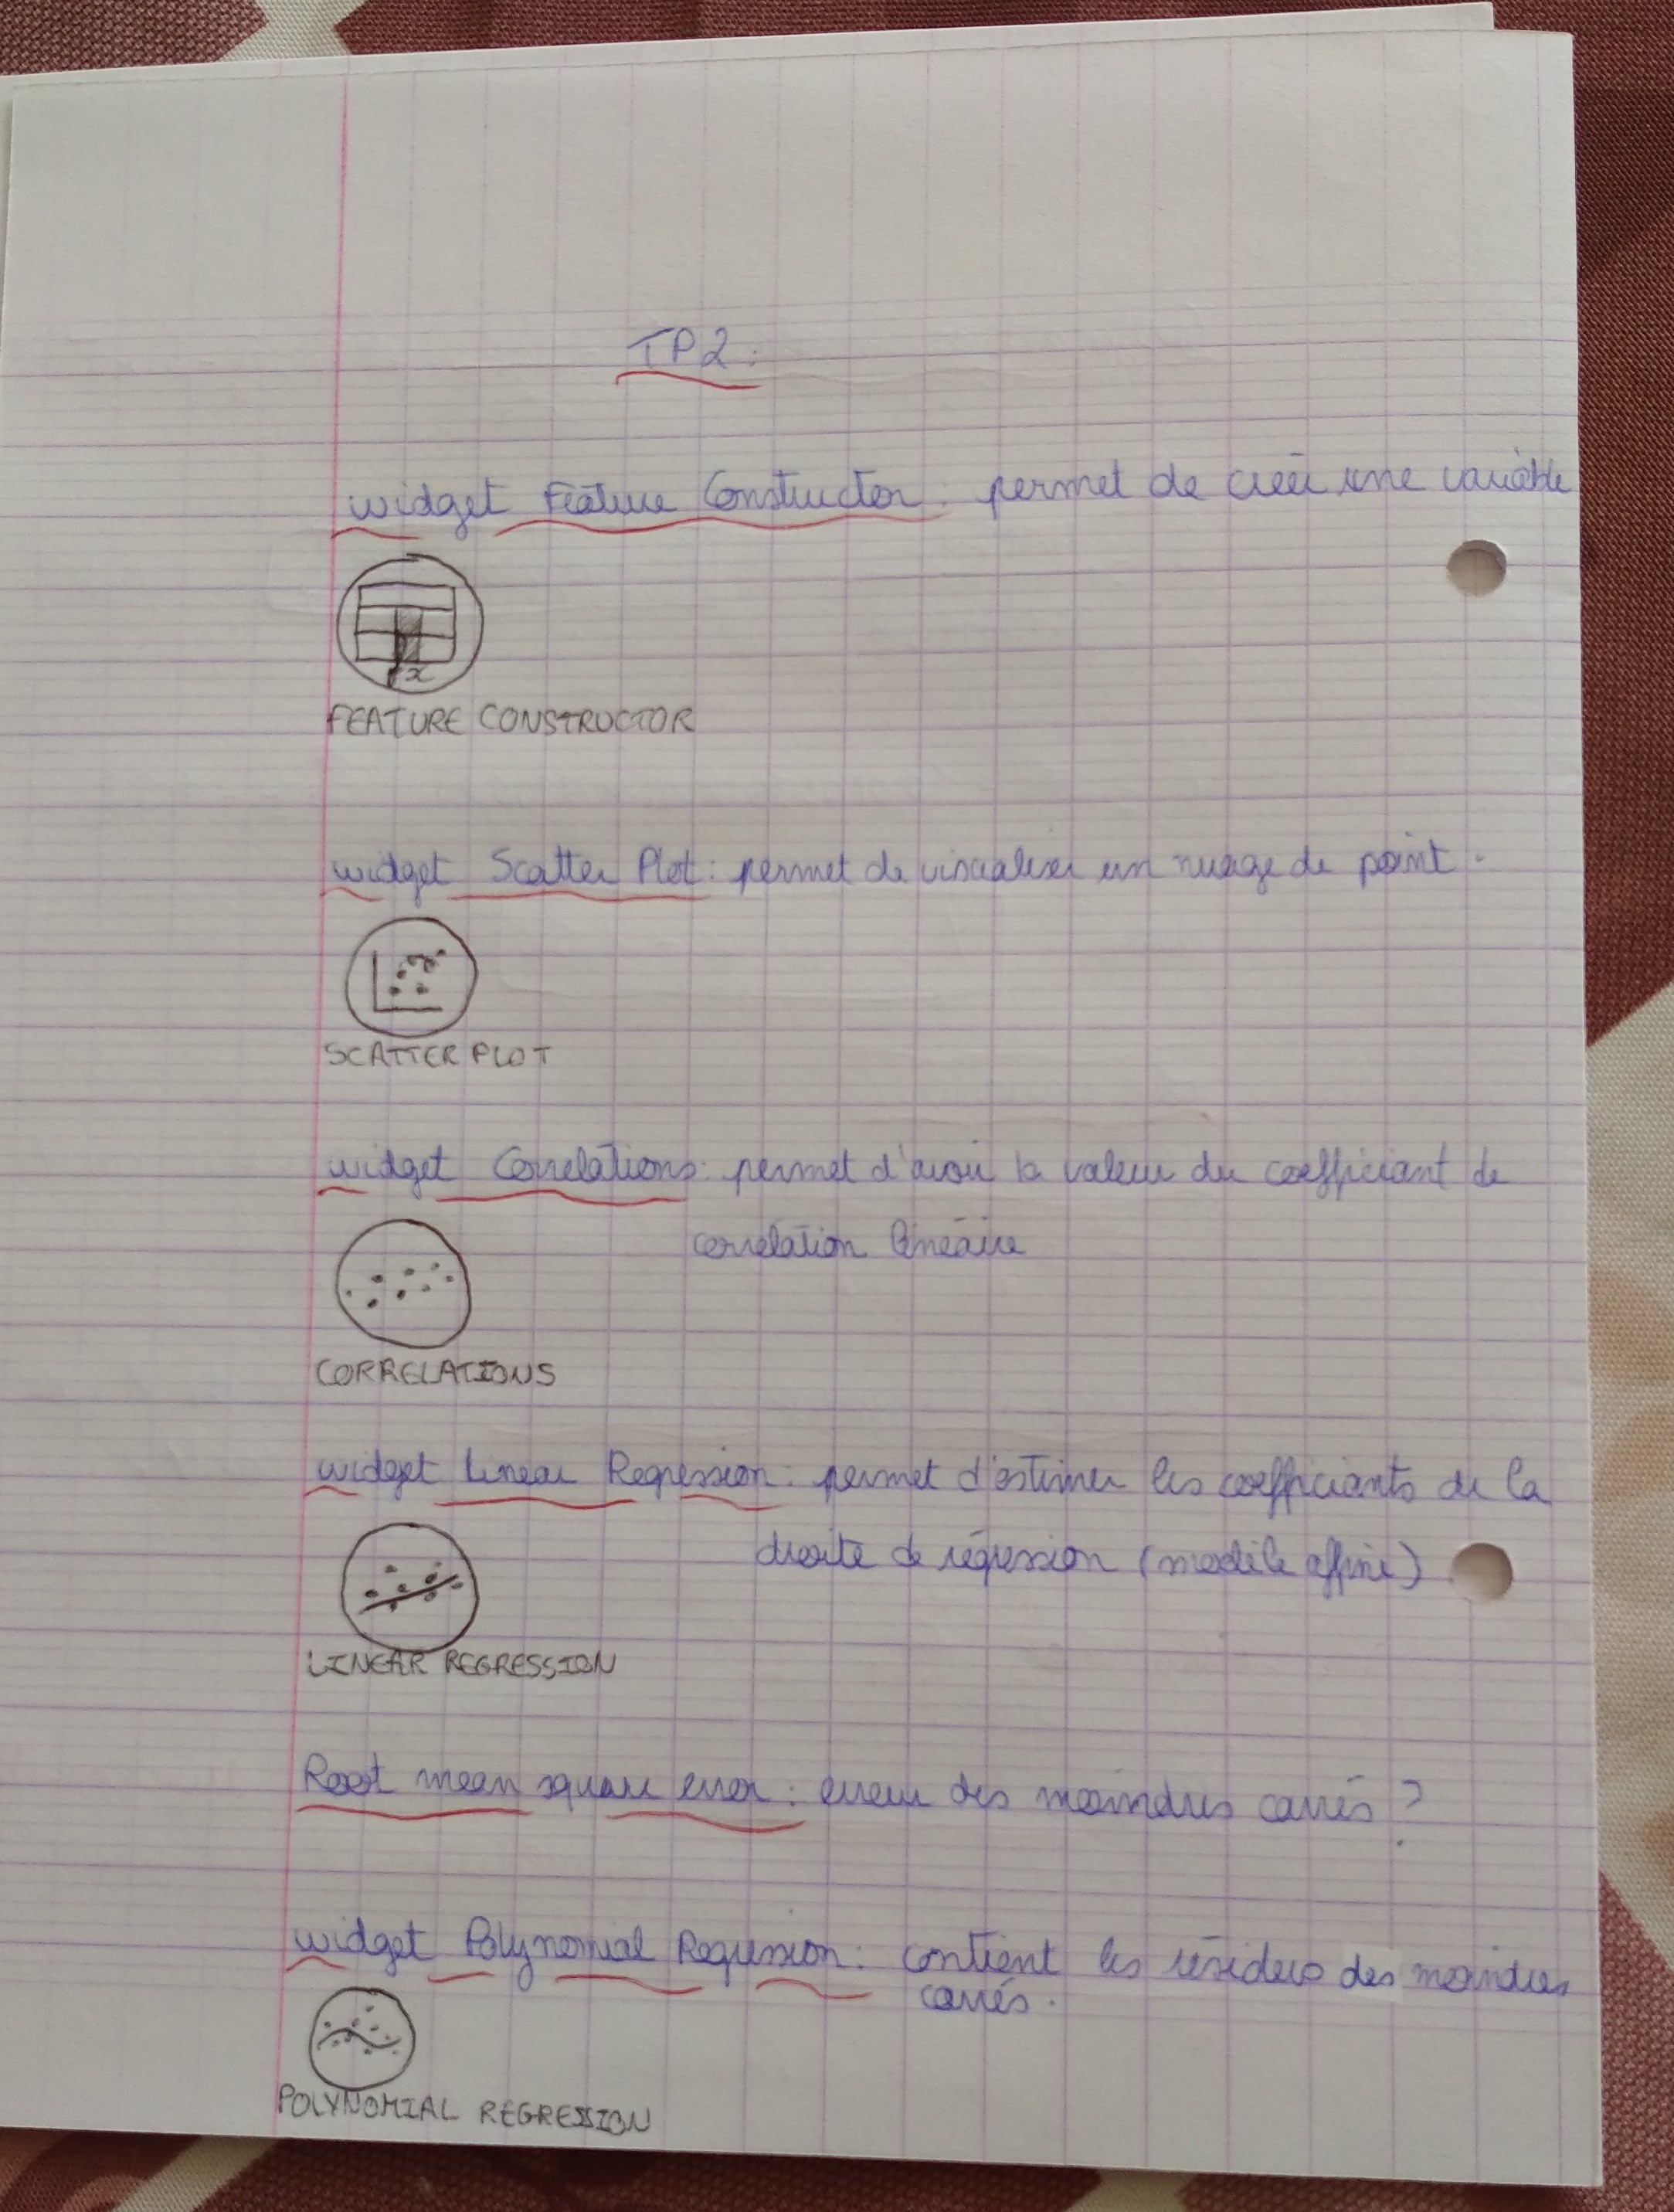 TP2:
widget Feature Constructor : permet de créer une variable
fx
FEATURE CONSTRUCTOR
widget Scatter Plot : permet de visualiser un nuage de point.
SCATTER PLOT
widget Correlations : permet d'avoir la valeur du coefficiant de
corrélation linéaire
CORRELATIONS
widget Linear Regression : permet d'estimer les coefficiants de la
droite de régression (modèle affine)
LINEAR REGRESSION
Root mean square error : erreur des moindres carrés ?
widget Polynomial Regression : contient les résidus des moindres
carrés.
POLYNOMIAL REGRESSION